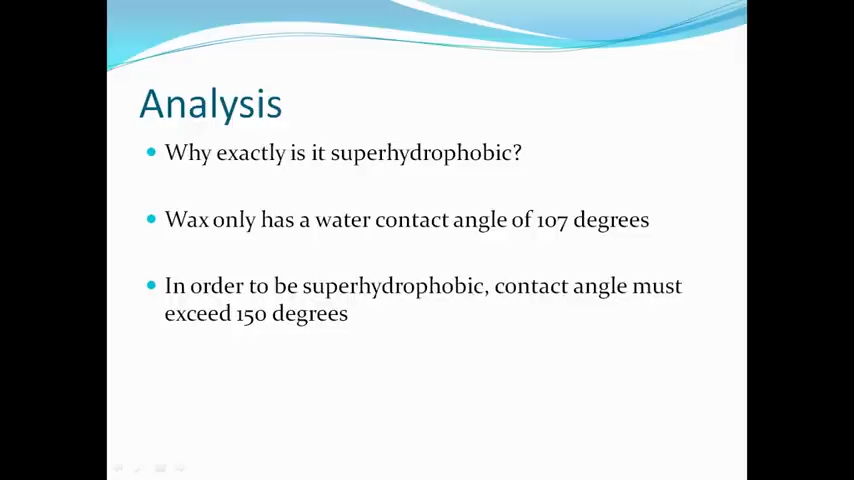 Analysis
Why exactly is it superhydrophobic?
Wax only has a water contact angle of 107 degrees
In order to be superhydrophobic, contact angle must
exceed 150 degrees